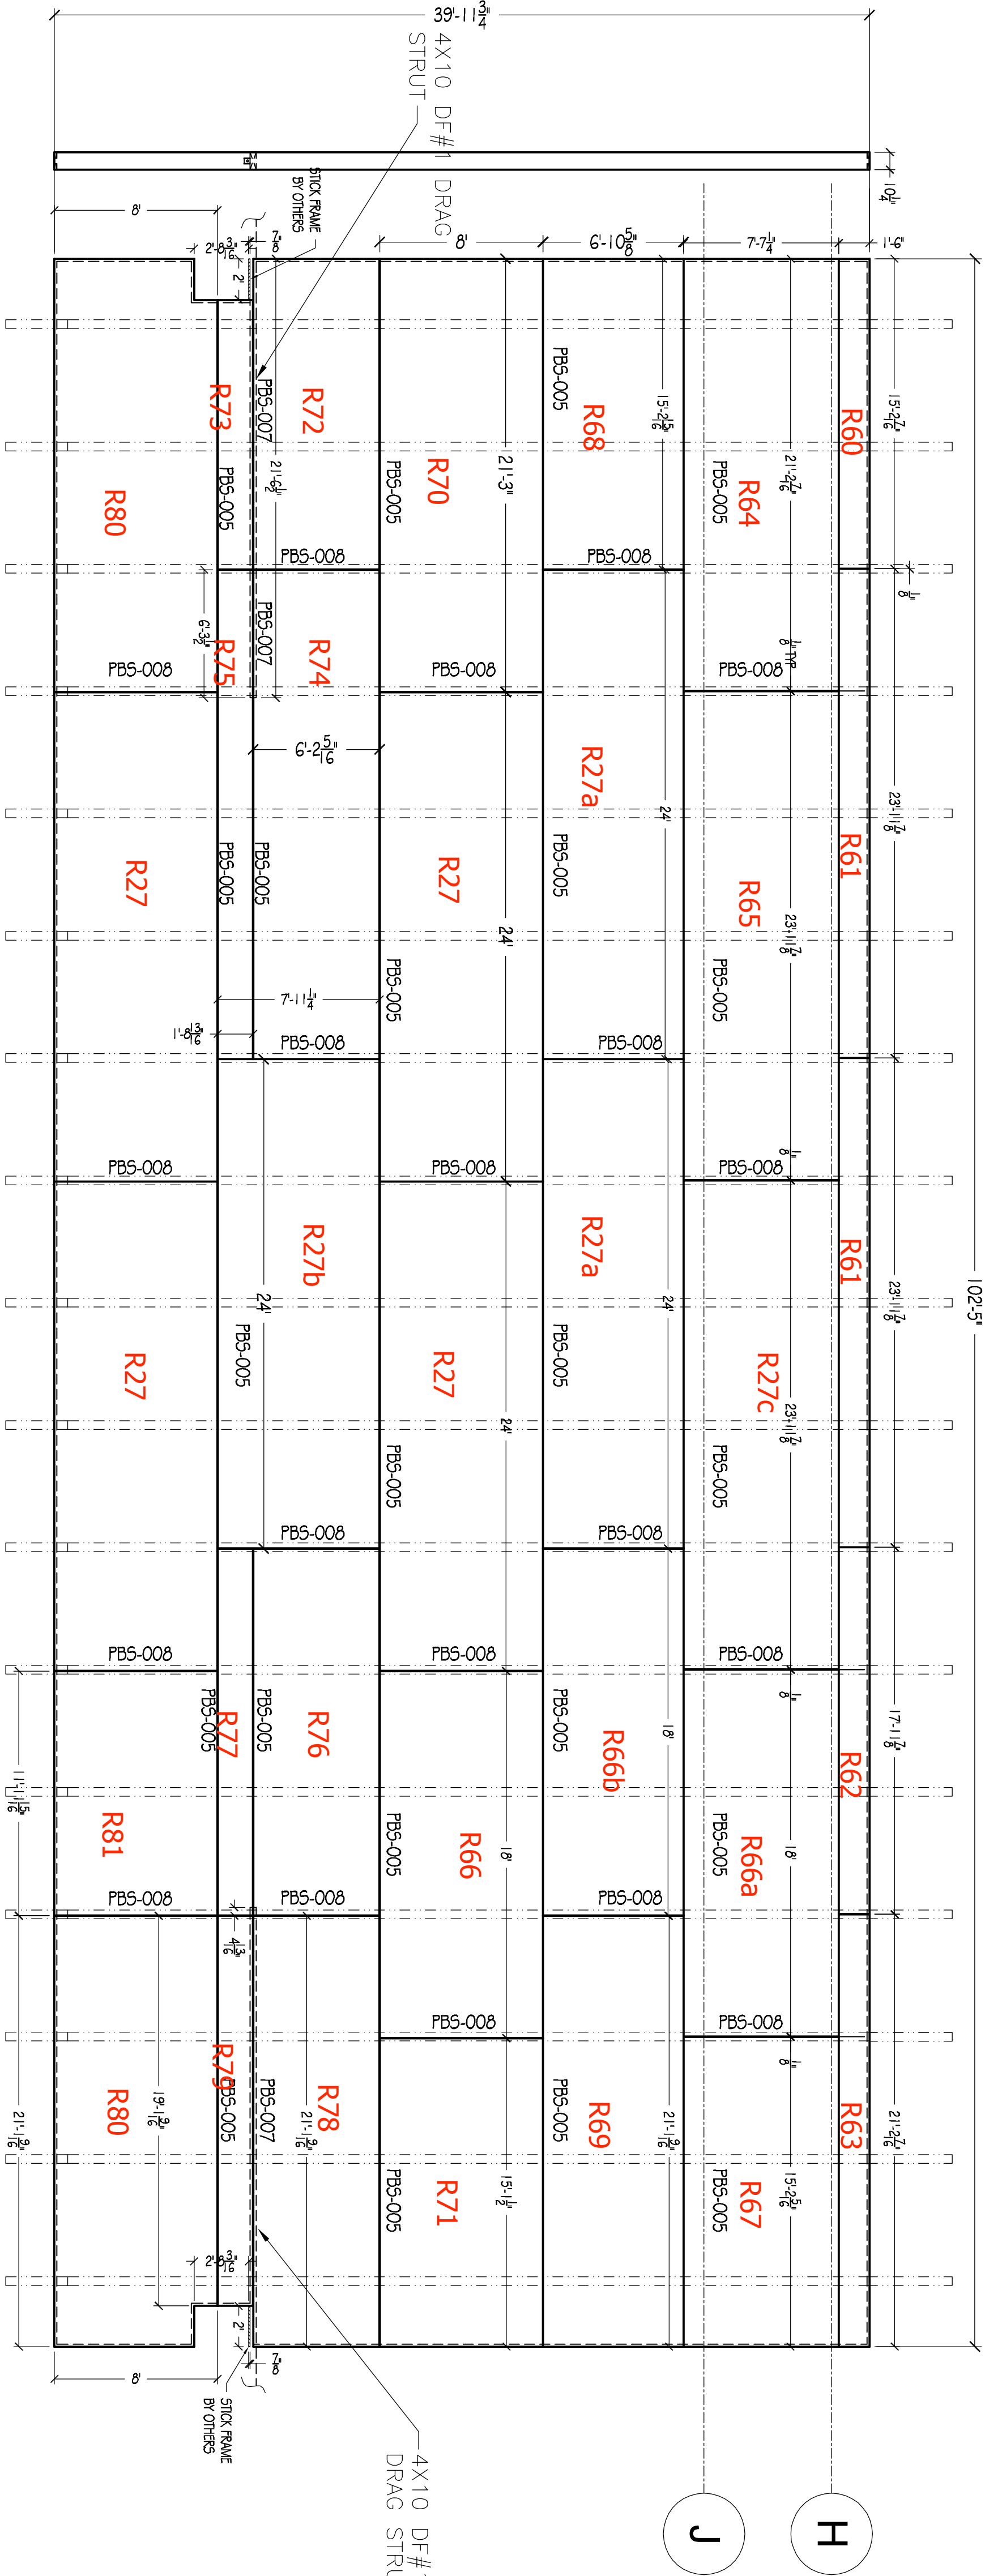 39'-11 3/4"
4X10 DF#1 DRAG
STRUT
10 1/4"
STICK FRAME
BY OTHERS
8'
2'-8 3/16"
7/8"
2'
8'
6'-10 5/8"
7'-7 1/4"
1'-6"
102'-5"
15'-2 7/16"
1/8"
23'-11 7/8"
23'-11 7/8"
17'-11 7/8"
21'-2 7/16"
R60
R61
R61
R62
R63
21'-2 7/16"
1/8" TYP
23'-11 7/8"
1/8"
23'-11 7/8"
1/8"
18'
1/8"
15'-2 5/16"
R64
R65
R27c
R66a
R67
PBS-005
PBS-008
PBS-005
PBS-008
PBS-005
PBS-008
PBS-005
PBS-008
PBS-005
15'-2 15/16"
24'
24'
18'
21'-1 9/16"
R68
R27a
R27a
R66b
R69
PBS-005
PBS-008
PBS-005
PBS-008
PBS-005
PBS-008
PBS-005
PBS-008
PBS-005
21'-3"
24'
24'
18'
15'-1 1/2"
R70
R27
R27
R66
R71
PBS-005
PBS-008
PBS-005
PBS-008
PBS-005
PBS-008
PBS-005
PBS-008
PBS-005
R72
R74
R27b
R76
R78
21'-6 1/2"
6'-2 5/16"
7'-11 1/4"
24'
21'-1 9/16"
PBS-007
PBS-008
PBS-007
PBS-005
PBS-008
PBS-005
PBS-008
PBS-005
PBS-008
PBS-007
R73
R75
R77
R79
PBS-005
PBS-005
PBS-005
PBS-005
6'-3 1/2"
1'-8 13/16"
4 13/16"
19'-1 9/16"
2'-8 3/16"
2'
7/8"
R80
R27
R27
R81
R80
PBS-008
PBS-008
PBS-008
PBS-008
11'-11 15/16"
21'-1 9/16"
8'
STICK FRAME
BY OTHERS
4X10 DF#
DRAG STRU
H
J